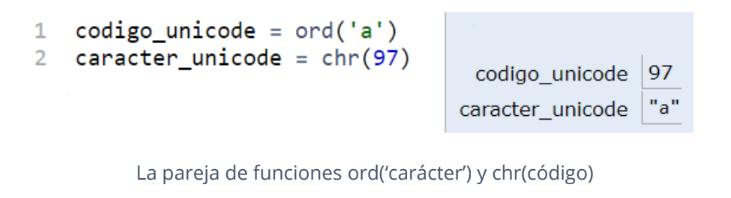 1 codigo_unicode = ord('a')
2 caracter_unicode = chr(97)
codigo_unicode 97
caracter_unicode "a"
La pareja de funciones ord(‘carácter’) y chr(código)